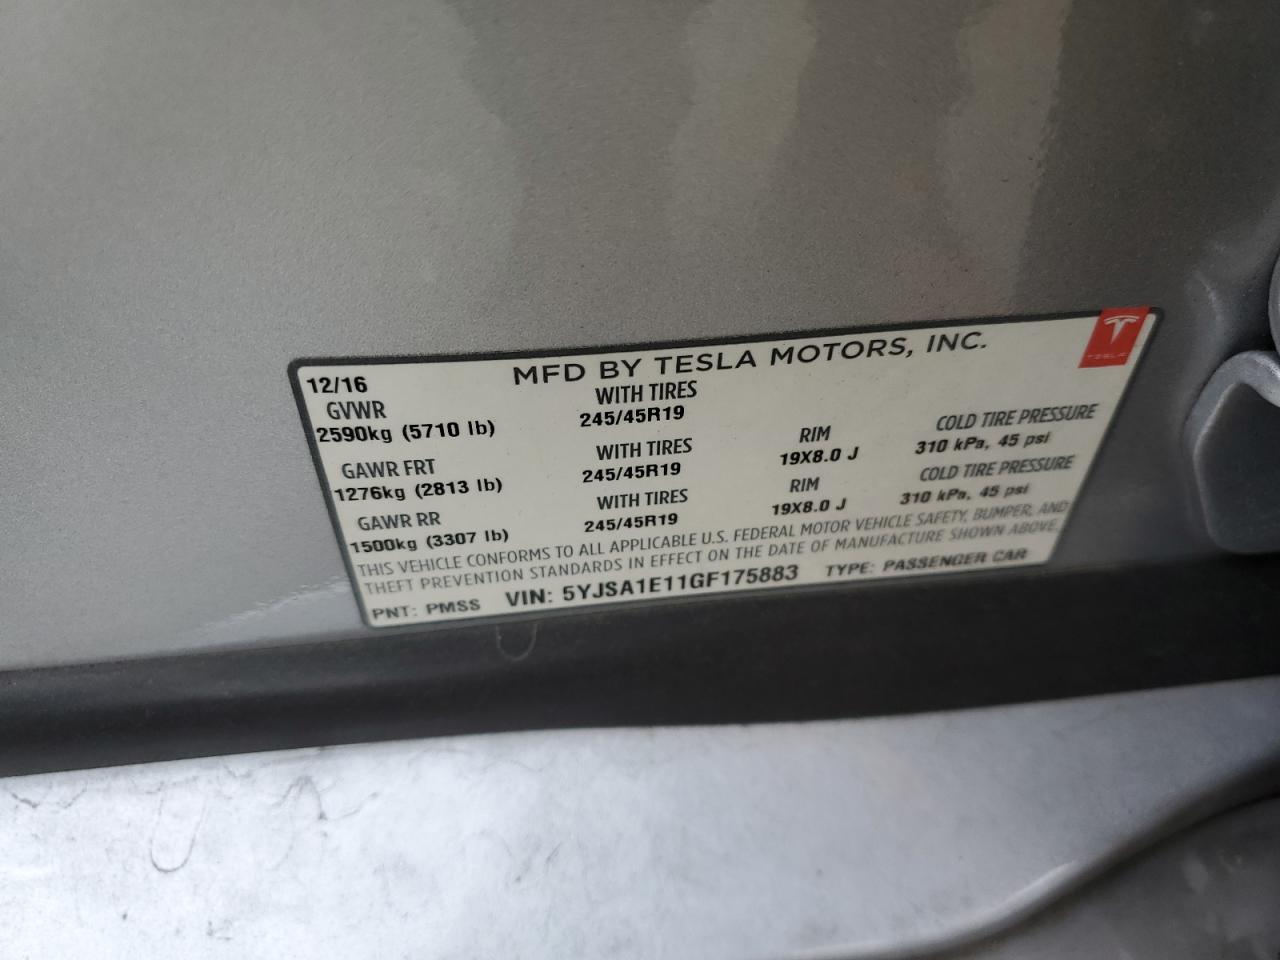 MFD BY TESLA MOTORS, INC.
TESLA
12/16
GVWR WITH TIRES
2590kg (5710 lb) 245/45R19
GAWR FRT WITH TIRES RIM COLD TIRE PRESSURE
1276kg (2813 lb) 245/45R19 19X8.0 J 310 kPa, 45 psi
GAWR RR WITH TIRES RIM COLD TIRE PRESSURE
1500kg (3307 lb) 245/45R19 19X8.0 J 310 kPa, 45 psi
THIS VEHICLE CONFORMS TO ALL APPLICABLE U.S. FEDERAL MOTOR VEHICLE SAFETY, BUMPER, AND
THEFT PREVENTION STANDARDS IN EFFECT ON THE DATE OF MANUFACTURE SHOWN ABOVE.
PNT: PMSS VIN: 5YJSA1E11GF175883 TYPE: PASSENGER CAR